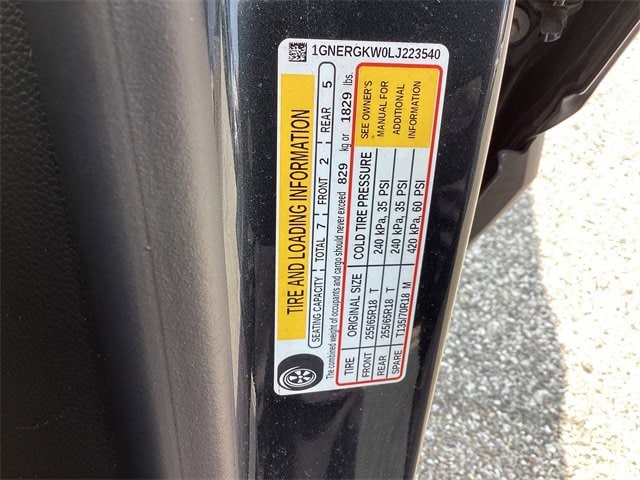 1GNERGKW0LJ223540
TIRE AND LOADING INFORMATION
SEATING CAPACITY TOTAL 7 FRONT 2 REAR 5
The combined weight of occupants and cargo should never exceed 829 kg or 1829 lbs.
TIRE ORIGINAL SIZE COLD TIRE PRESSURE
FRONT 255/65R18 T 240 kPa, 35 PSI
REAR 255/65R18 T 240 kPa, 35 PSI
SPARE T135/70R18 M 420 kPa, 60 PSI
SEE OWNER'S
MANUAL FOR
ADDITIONAL
INFORMATION